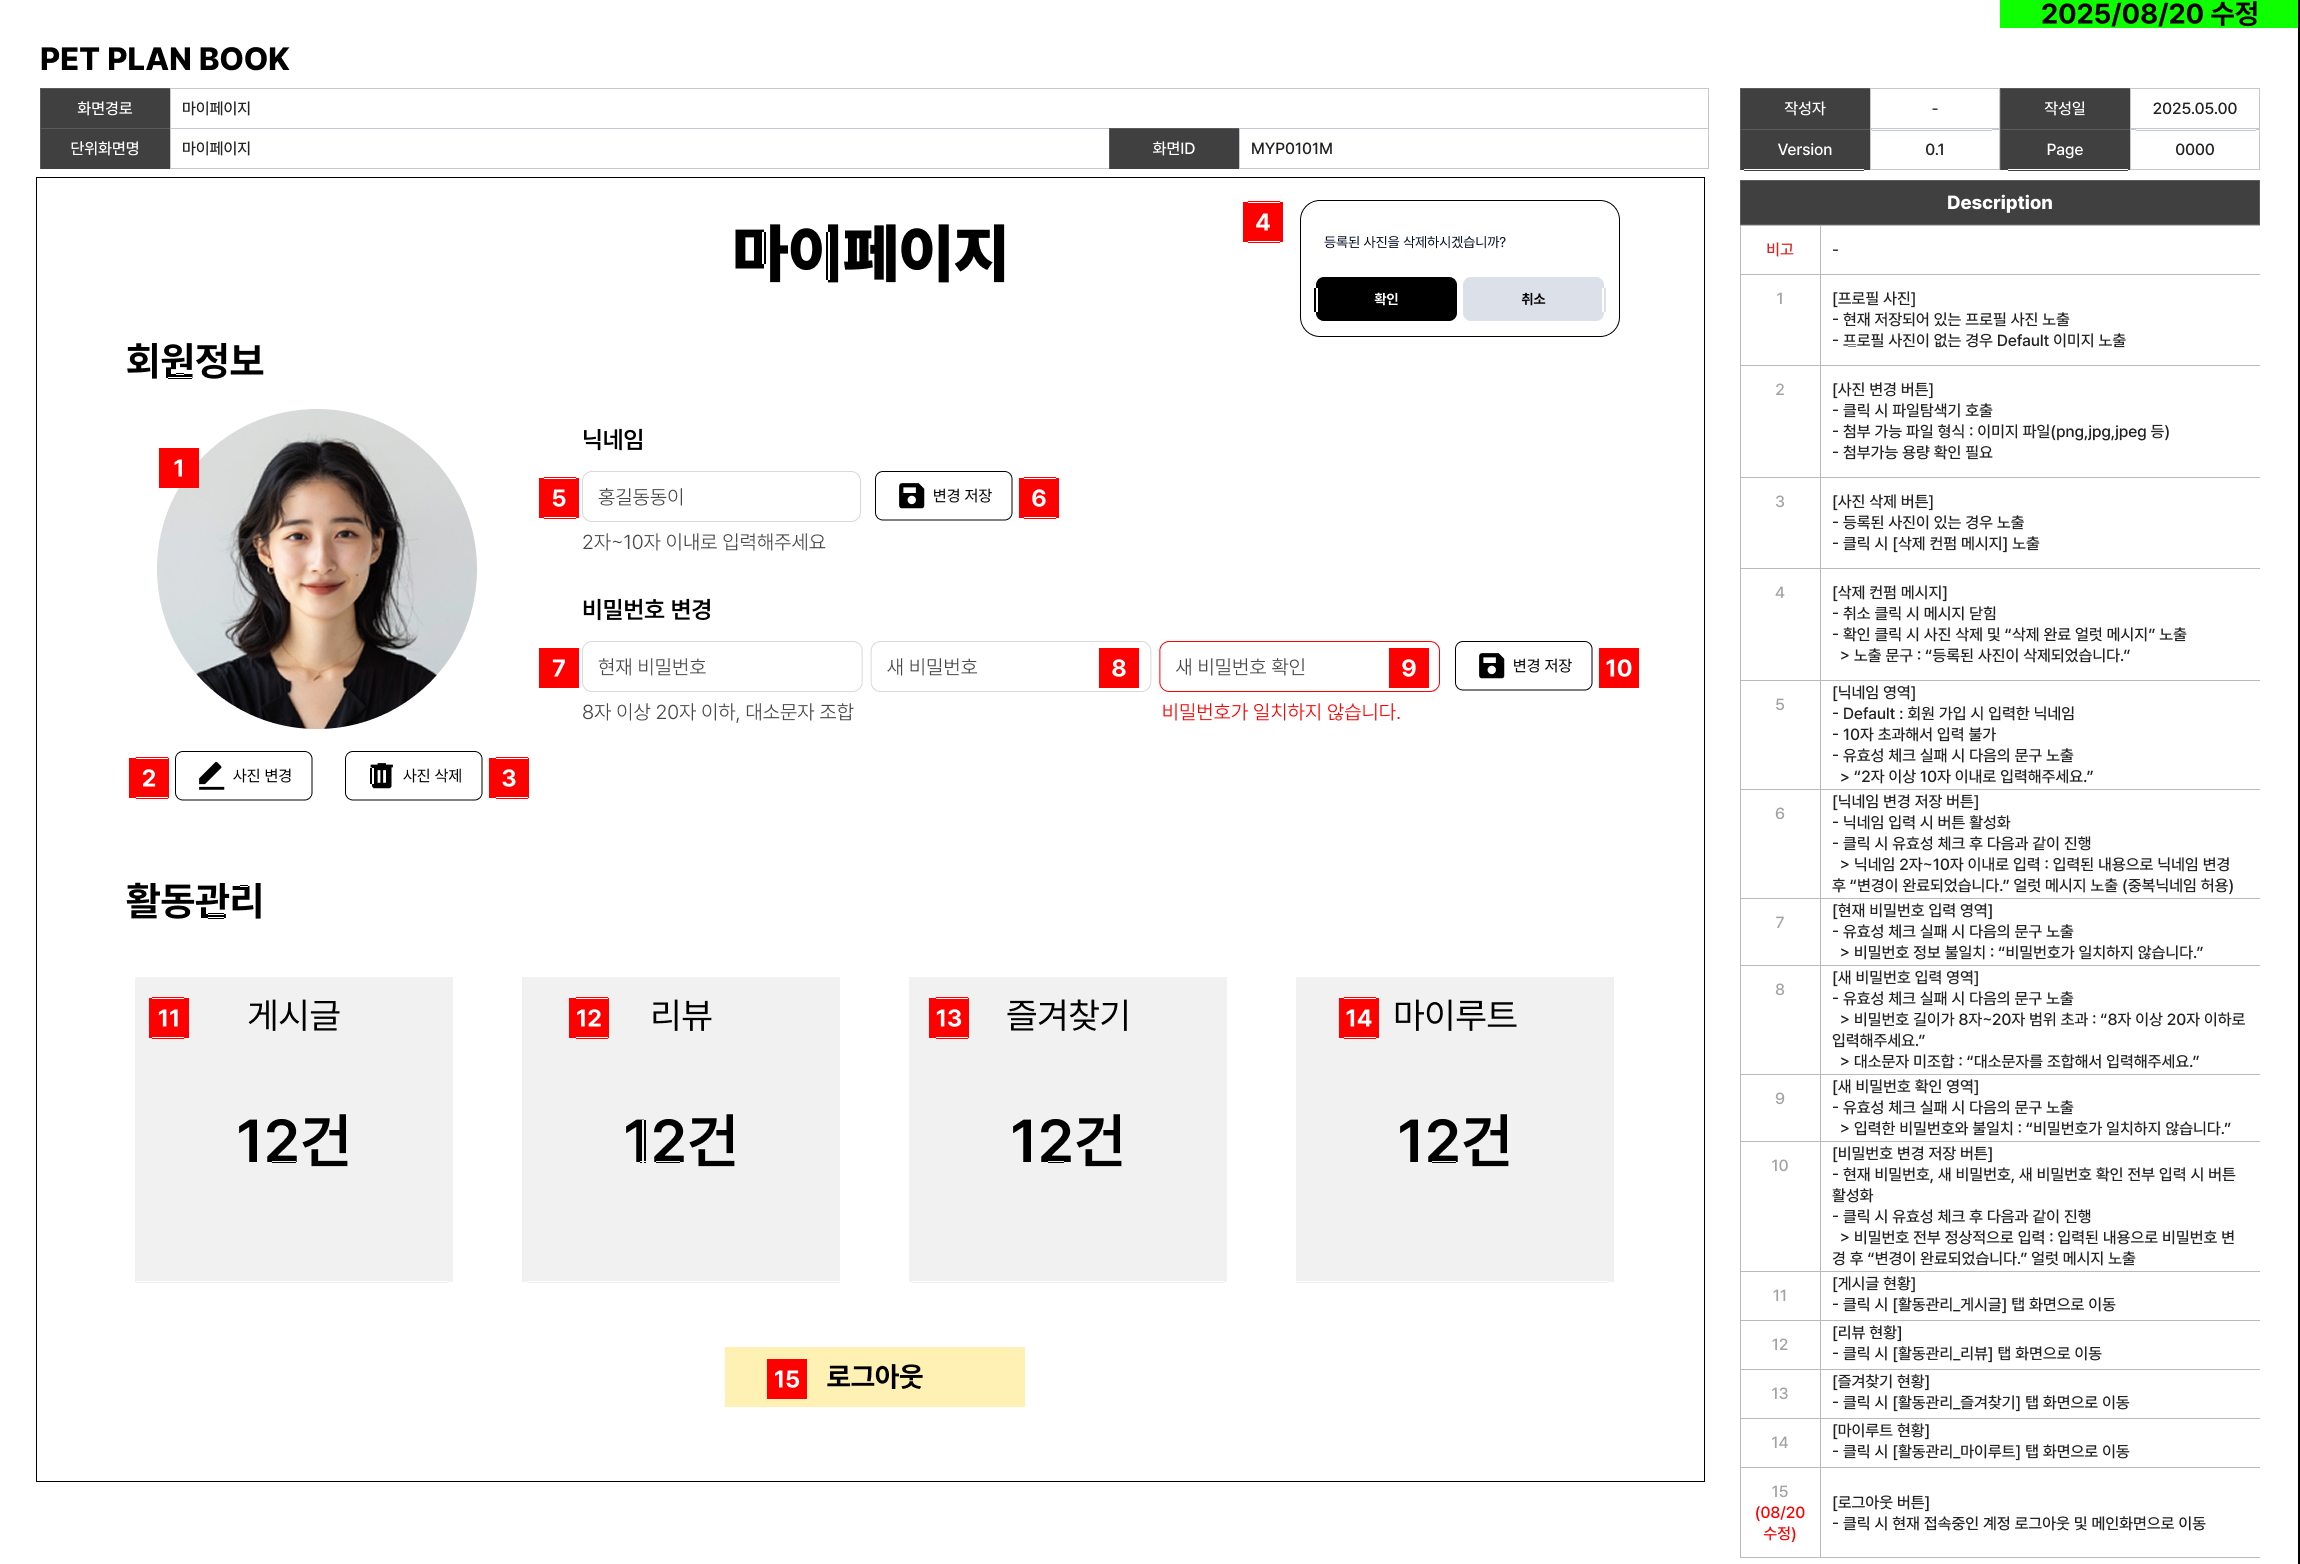 2025/08/20 수정
PET PLAN BOOK
화면경로 마이페이지
단위화면명 마이페이지 화면ID MYP0101M
작성자 - 작성일 2025.05.00
Version 0.1 Page 0000
마이페이지
4
등록된 사진을 삭제하시겠습니까?
확인 취소
회원정보
1
닉네임
5 홍길동동이 변경 저장 6
2자~10자 이내로 입력해주세요
비밀번호 변경
7 현재 비밀번호 새 비밀번호 8 새 비밀번호 확인 9 변경 저장 10
8자 이상 20자 이하, 대소문자 조합 비밀번호가 일치하지 않습니다.
2 사진 변경 사진 삭제 3
활동관리
11 게시글 12 리뷰 13 즐겨찾기 14 마이루트
12건 12건 12건 12건
15 로그아웃
Description
비고 -
1 [프로필 사진]
- 현재 저장되어 있는 프로필 사진 노출
- 프로필 사진이 없는 경우 Default 이미지 노출
2 [사진 변경 버튼]
- 클릭 시 파일탐색기 호출
- 첨부 가능 파일 형식 : 이미지 파일(png,jpg,jpeg 등)
- 첨부가능 용량 확인 필요
3 [사진 삭제 버튼]
- 등록된 사진이 있는 경우 노출
- 클릭 시 [삭제 컨펌 메시지] 노출
4 [삭제 컨펌 메시지]
- 취소 클릭 시 메시지 닫힘
- 확인 클릭 시 사진 삭제 및 “삭제 완료 얼럿 메시지” 노출
> 노출 문구 : “등록된 사진이 삭제되었습니다.”
5 [닉네임 영역]
- Default : 회원 가입 시 입력한 닉네임
- 10자 초과해서 입력 불가
- 유효성 체크 실패 시 다음의 문구 노출
> “2자 이상 10자 이내로 입력해주세요.”
6 [닉네임 변경 저장 버튼]
- 닉네임 입력 시 버튼 활성화
- 클릭 시 유효성 체크 후 다음과 같이 진행
> 닉네임 2자~10자 이내로 입력 : 입력된 내용으로 닉네임 변경
후 “변경이 완료되었습니다.” 얼럿 메시지 노출 (중복닉네임 허용)
7 [현재 비밀번호 입력 영역]
- 유효성 체크 실패 시 다음의 문구 노출
> 비밀번호 정보 불일치 : “비밀번호가 일치하지 않습니다.”
8 [새 비밀번호 입력 영역]
- 유효성 체크 실패 시 다음의 문구 노출
> 비밀번호 길이가 8자~20자 범위 초과 : “8자 이상 20자 이하로
입력해주세요.”
> 대소문자 미조합 : “대소문자를 조합해서 입력해주세요.”
9 [새 비밀번호 확인 영역]
- 유효성 체크 실패 시 다음의 문구 노출
> 입력한 비밀번호와 불일치 : “비밀번호가 일치하지 않습니다.”
10 [비밀번호 변경 저장 버튼]
- 현재 비밀번호, 새 비밀번호, 새 비밀번호 확인 전부 입력 시 버튼
활성화
- 클릭 시 유효성 체크 후 다음과 같이 진행
> 비밀번호 전부 정상적으로 입력 : 입력된 내용으로 비밀번호 변
경 후 “변경이 완료되었습니다.” 얼럿 메시지 노출
11 [게시글 현황]
- 클릭 시 [활동관리_게시글] 탭 화면으로 이동
12 [리뷰 현황]
- 클릭 시 [활동관리_리뷰] 탭 화면으로 이동
13 [즐겨찾기 현황]
- 클릭 시 [활동관리_즐겨찾기] 탭 화면으로 이동
14 [마이루트 현황]
- 클릭 시 [활동관리_마이루트] 탭 화면으로 이동
15
(08/20
수정)
[로그아웃 버튼]
- 클릭 시 현재 접속중인 계정 로그아웃 및 메인화면으로 이동